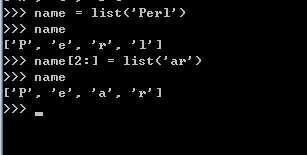 >>> name = list('Perl')
>>> name
['P', 'e', 'r', 'l']
>>> name[2:] = list('ar')
>>> name
['P', 'e', 'a', 'r']
>>> _